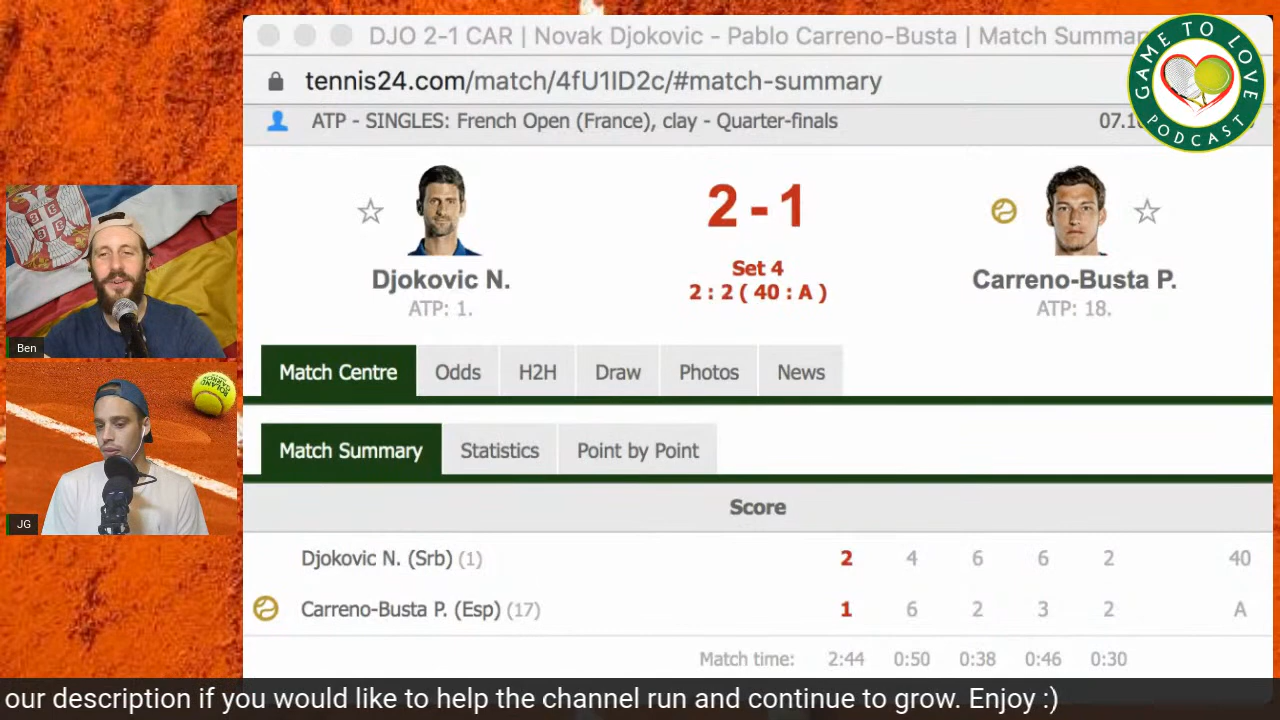 DJO 2-1 CAR | Novak Djokovic - Pablo Carreno-Busta | Match Summar
tennis24.com/match/4fU1lD2c/#match-summary
GAME TO LOVE
PODCAST
ATP - SINGLES: French Open (France), clay - Quarter-finals
2 - 1
Djokovic N.
Set 4
Carreno-Busta P.
ATP: 1.
2 : 2 ( 40 : A )
ATP: 18.
Match Centre Odds H2H Draw Photos News
Match Summary Statistics Point by Point
Score
Djokovic N. (Srb) (1) 2 4 6 6 2 40
Carreno-Busta P. (Esp) (17) 1 6 2 3 2 A
Match time: 2:44 0:50 0:38 0:46 0:30
Ben
ROLAND GARROS
JG
our description if you would like to help the channel run and continue to grow. Enjoy :)